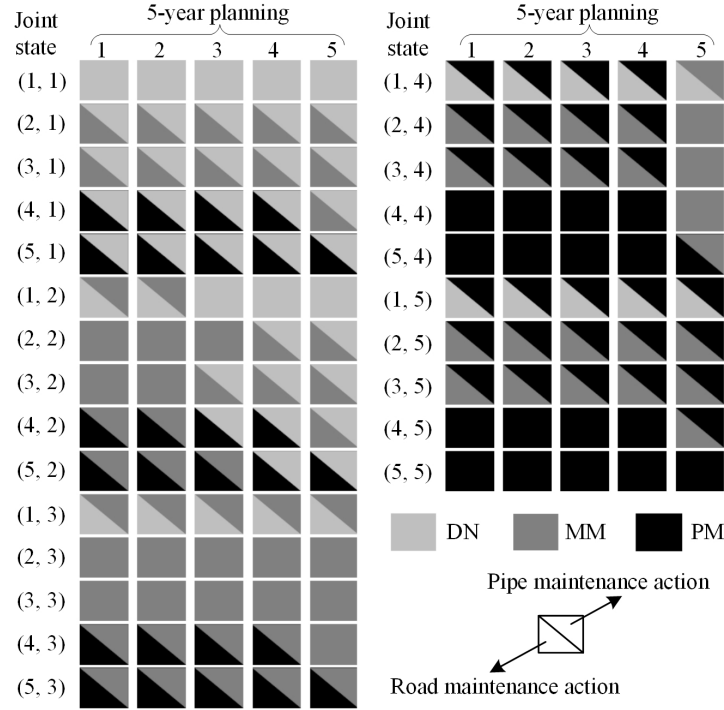 Joint state
5-year planning
1 2 3 4 5
(1, 1)
(2, 1)
(3, 1)
(4, 1)
(5, 1)
(1, 2)
(2, 2)
(3, 2)
(4, 2)
(5, 2)
(1, 3)
(2, 3)
(3, 3)
(4, 3)
(5, 3)
Joint state
5-year planning
1 2 3 4 5
(1, 4)
(2, 4)
(3, 4)
(4, 4)
(5, 4)
(1, 5)
(2, 5)
(3, 5)
(4, 5)
(5, 5)
DN MM PM
Pipe maintenance action
Road maintenance action